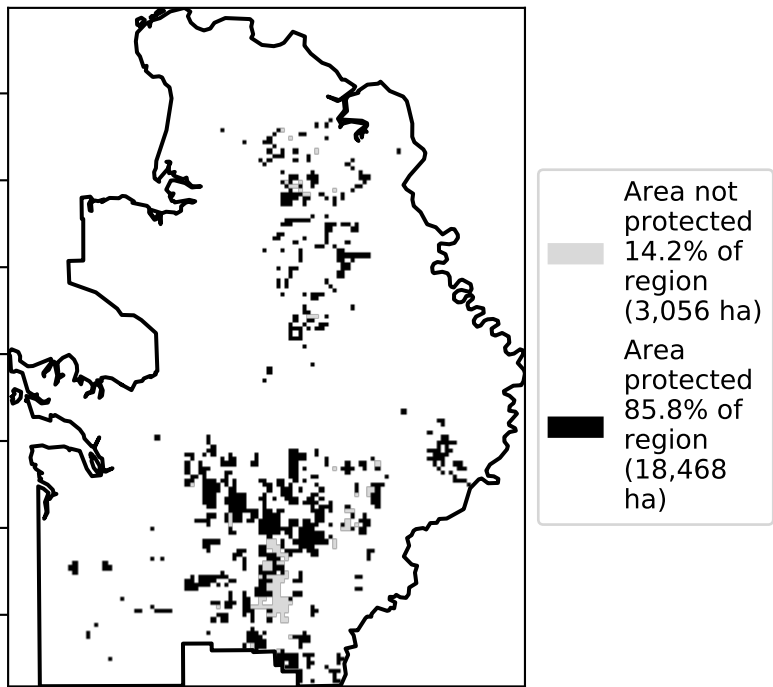 Area not
protected
14.2% of
region
(3,056 ha)
Area
protected
85.8% of
region
(18,468
ha)